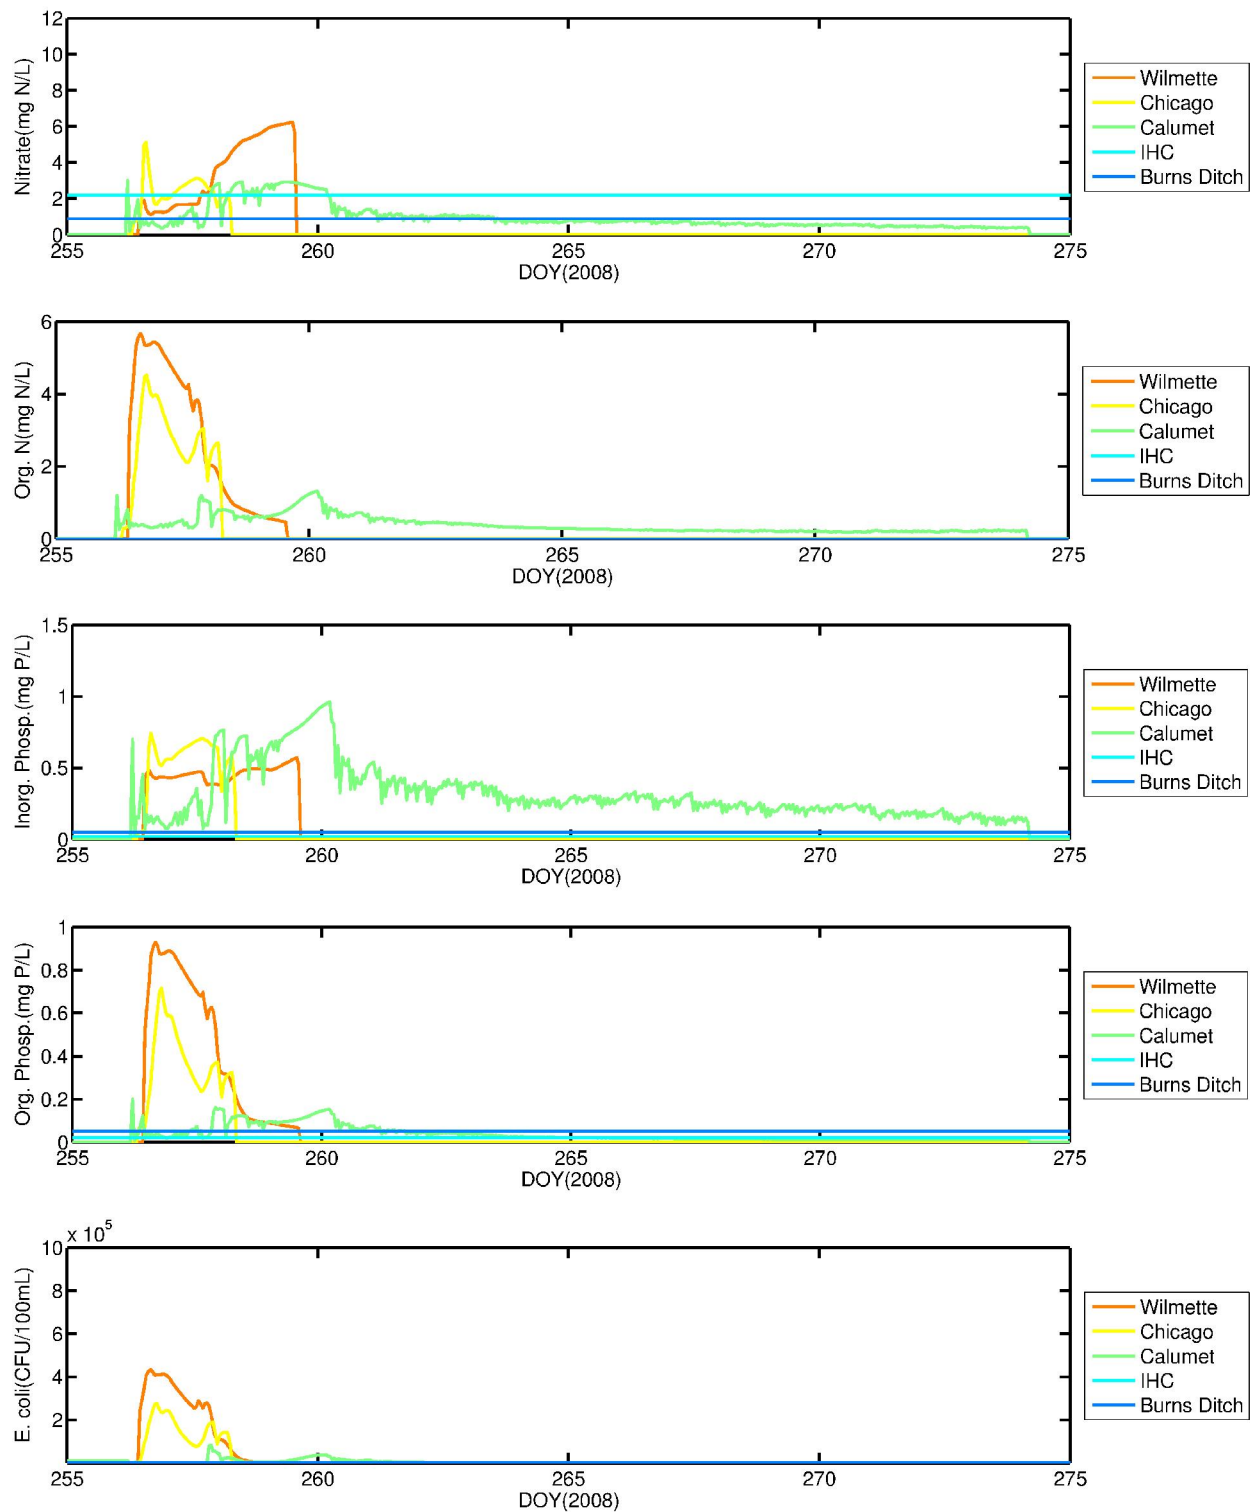 12
10
8
6
4
2
0
Nitrate(mg N/L)
255
260
265
270
275
DOY(2008)
Wilmette
Chicago
Calumet
IHC
Burns Ditch
6
4
2
0
Org. N(mg N/L)
255
260
265
270
275
DOY(2008)
Wilmette
Chicago
Calumet
IHC
Burns Ditch
1.5
1
0.5
0
Inorg. Phosp.(mg P/L)
255
260
265
270
275
DOY(2008)
Wilmette
Chicago
Calumet
IHC
Burns Ditch
1
0.8
0.6
0.4
0.2
0
Org. Phosp.(mg P/L)
255
260
265
270
275
DOY(2008)
Wilmette
Chicago
Calumet
IHC
Burns Ditch
x 10^5
10
8
6
4
2
E. coli(CFU/100mL)
255
260
265
270
275
DOY(2008)
Wilmette
Chicago
Calumet
IHC
Burns Ditch